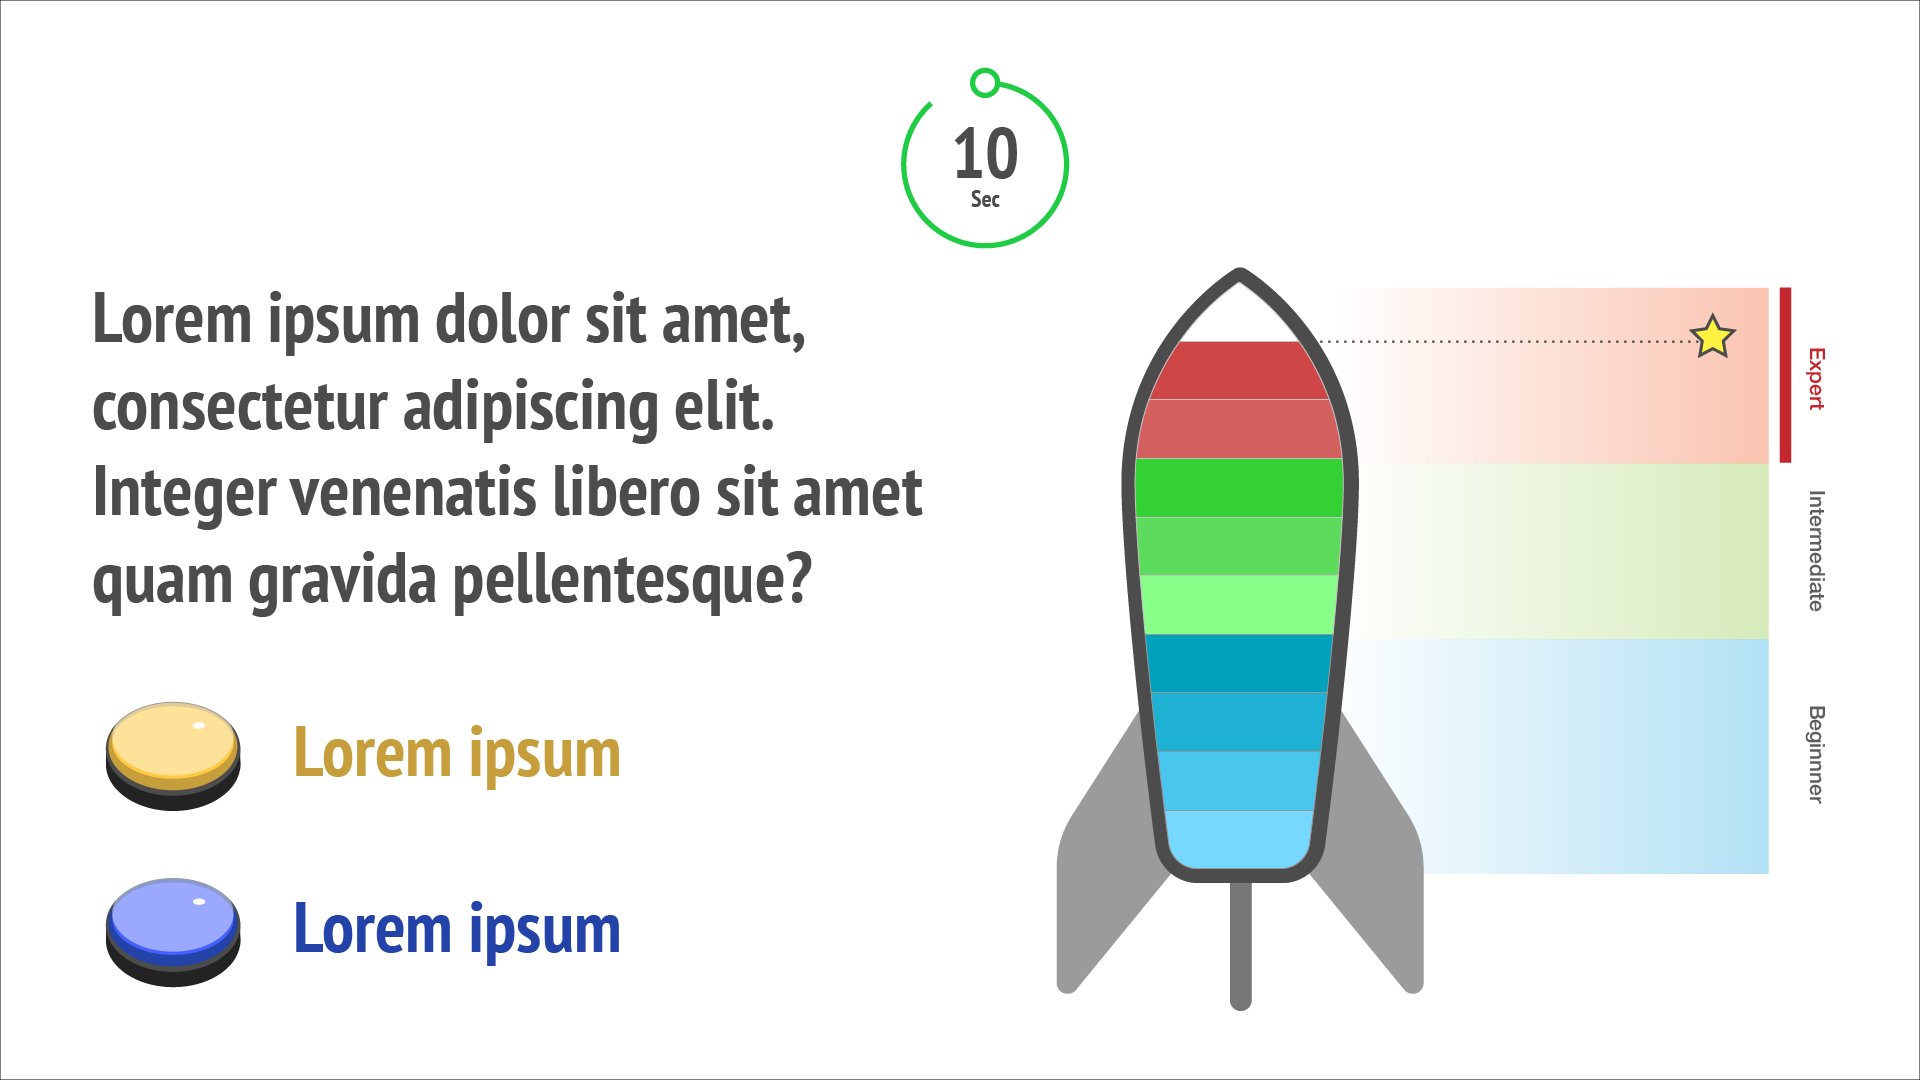 10
Sec
Lorem ipsum dolor sit amet,
consectetur adipiscing elit.
Integer venenatis libero sit amet
quam gravida pellentesque?
Lorem ipsum
Lorem ipsum
Expert
Intermediate
Beginnner